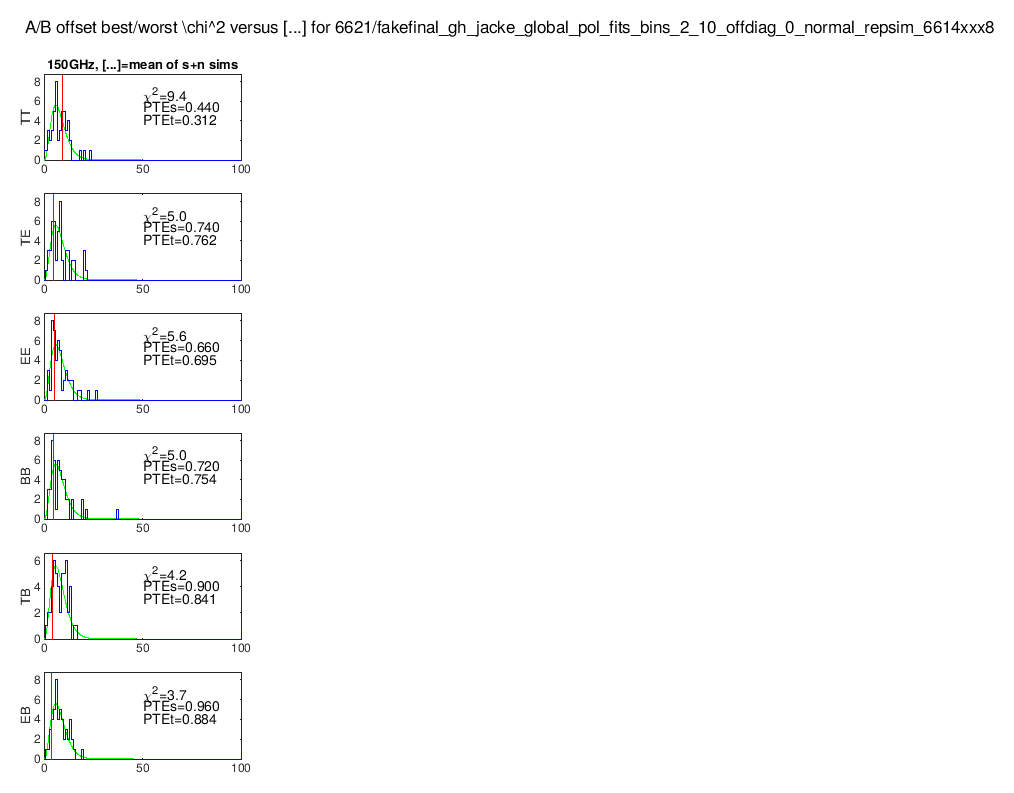 A/B offset best/worst \chi^2 versus [...] for 6621/fakefinal_gh_jacke_global_pol_fits_bins_2_10_offdiag_0_normal_repsim_6614xxx8
150GHz, [...]=mean of s+n sims
TT
8
6
4
2
0
χ2=9.4
PTEs=0.440
PTEt=0.312
0 50 100
TE
8
6
4
2
0
χ2=5.0
PTEs=0.740
PTEt=0.762
0 50 100
EE
8
6
4
2
0
χ2=5.6
PTEs=0.660
PTEt=0.695
0 50 100
BB
8
6
4
2
0
χ2=5.0
PTEs=0.720
PTEt=0.754
0 50 100
TB
6
4
2
0
χ2=4.2
PTEs=0.900
PTEt=0.841
0 50 100
EB
8
6
4
2
0
χ2=3.7
PTEs=0.960
PTEt=0.884
0 50 100